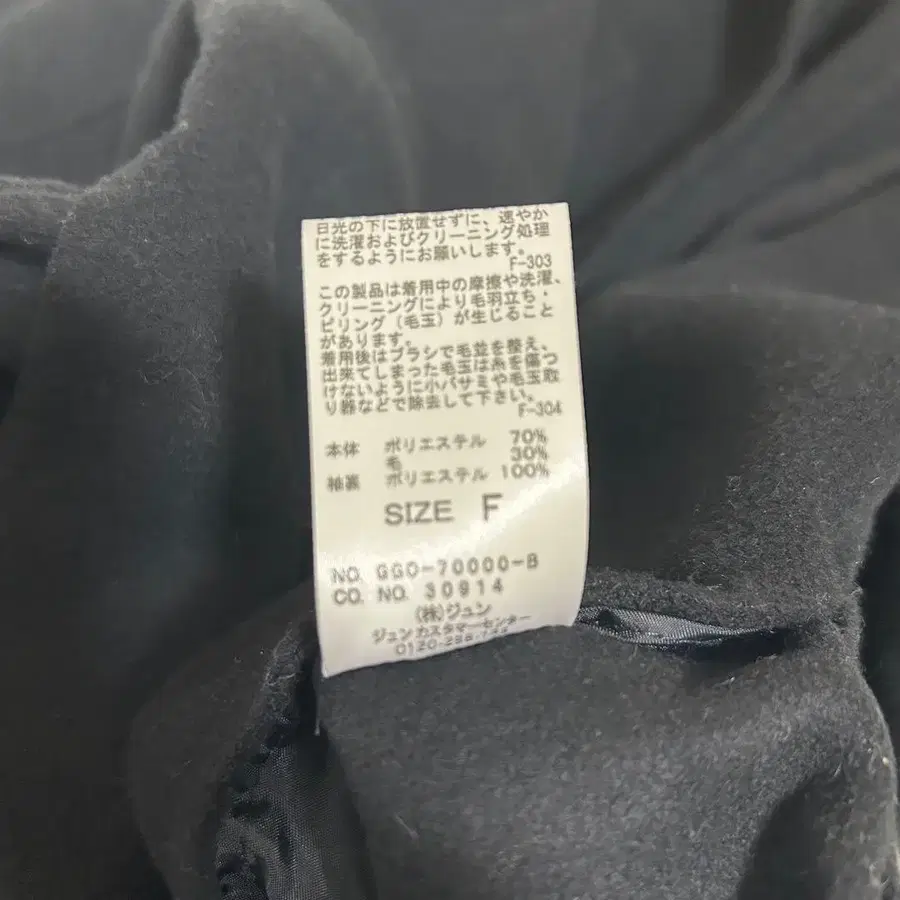 日光の下に放置せずに、速やか
に洗濯およびクリーニング処理
をするようにお願いします。
F-303
この製品は着用中の摩擦や洗濯、
クリーニングにより毛羽立ち・
ピリング（毛玉）が生じること
があります。
着用後はブラシで毛並を整え、
出来てしまった毛玉は糸を傷つ
けないように小バサミや毛玉取
り器などで除去して下さい。
F-304
本体 ポリエステル 70%
毛 30%
袖裏 ポリエステル 100%
SIZE F
NO. GGO-70000-B
CO. NO. 30914
(株)ジュン
ジュン カスタマーセンター
0120-298-